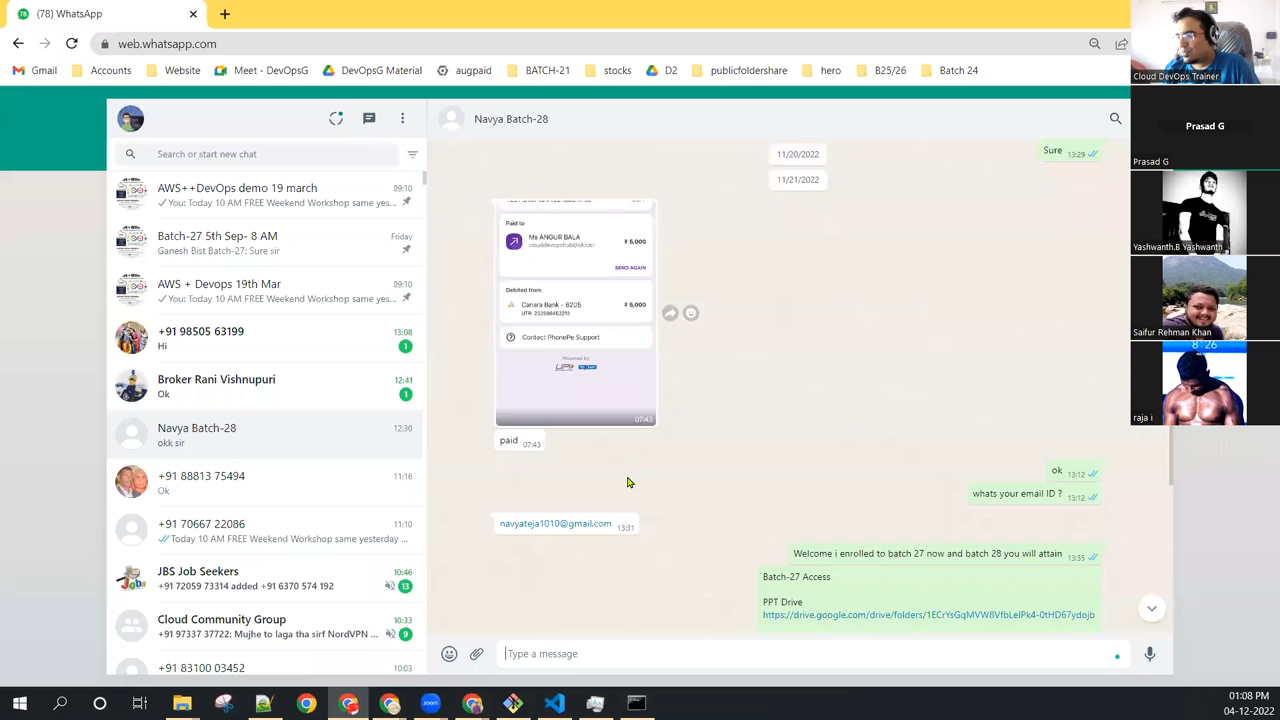 (78) WhatsApp
web.whatsapp.com
Gmail
Accounts
Website
Meet - DevOpsG
DevOpsG Material
augpaid
BATCH-21
stocks
D2
publicfoldershare
hero
B25/26
Batch 24
Cloud DevOps Trainer
Prasad G
Prasad G
Yashwanth.B Yashwanth
Saifur Rehman Khan
8:26
raja i
Search or start new chat
AWS++DevOps demo 19 march
09:10
You: Today 10 AM FREE Weekend Workshop same yes...
Batch-27 5th Sep- 8 AM
Friday
Ganesh Bist Batch-27: Sure sir
AWS + Devops 19th Mar
09:10
You: Today 10 AM FREE Weekend Workshop same yes...
+91 98505 63199
13:08
Hi
1
Broker Rani Vishnupuri
12:41
Ok
1
Navya Batch-28
12:30
okk sir
+91 88813 75494
11:16
Ok
+91 70667 22086
11:10
Today 10 AM FREE Weekend Workshop same yesterday ...
JBS Job Seekers
10:46
+91 72059 73314 added +91 6370 574 192
13
Cloud Community Group
10:33
+91 97337 37722: Mujhe to laga tha sirf NordVPN ...
9
+91 83100 03452
10:03
Navya Batch-28
Sure 13:29
11/20/2022
11/21/2022
Paid to
Ms ANGUR BALA
₹ 5,000
SEND AGAIN
Debited from
Canara Bank - 6205
₹ 5,000
Contact PhonePe Support
Powered by
UPI
07:43
paid 07:43
ok 13:12
whats your email ID ? 13:12
navyateja1010@gmail.com 13:31
Welcome i enrolled to batch 27 now and batch 28 you will attain 13:35
Batch-27 Access
PPT Drive
https://drive.google.com/drive/folders/1ECrYsGqMVW8VfbLeIPk4-0tHD67ydojb
Type a message
01:08 PM
04-12-2022